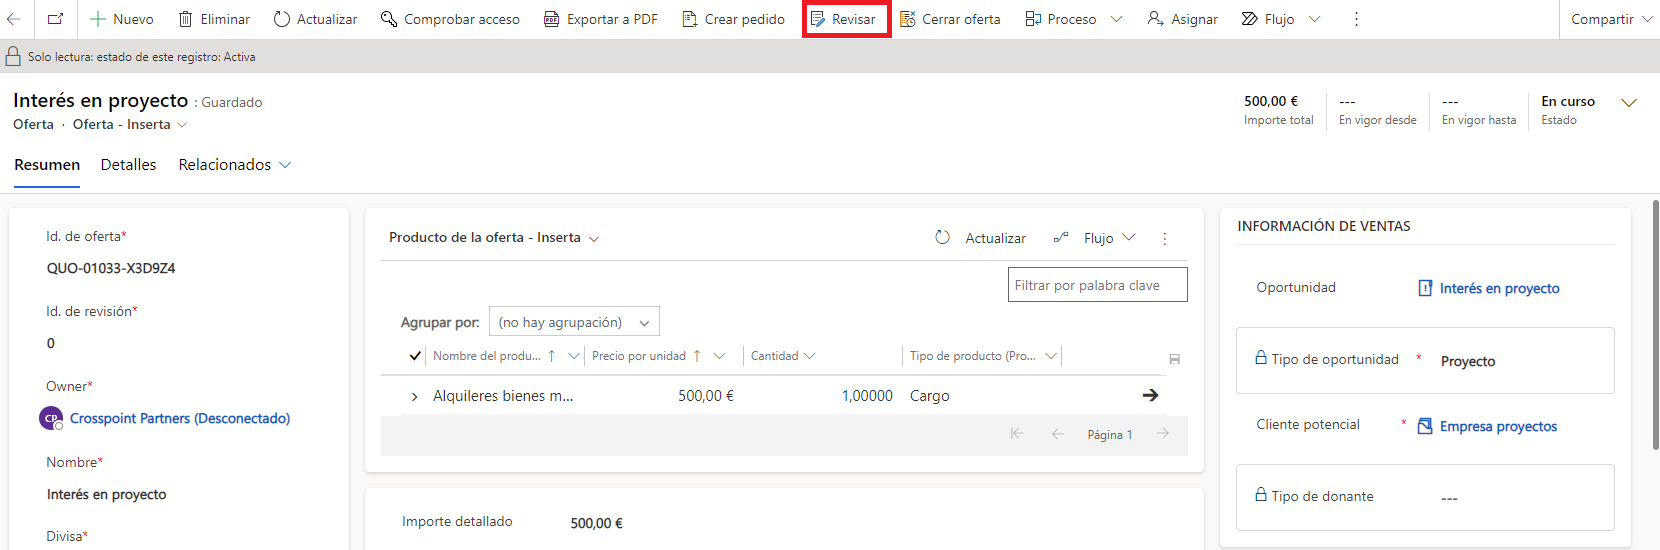 Nuevo Eliminar Actualizar Comprobar acceso Exportar a PDF Crear pedido Revisar Cerrar oferta Proceso Asignar Flujo Compartir
Solo lectura: estado de este registro: Activa
Interés en proyecto : Guardado
Oferta · Oferta - Inserta
500,00 € --- --- En curso
Importe total En vigor desde En vigor hasta Estado
Resumen Detalles Relacionados
Id. de oferta*
QUO-01033-X3D9Z4
Id. de revisión*
0
Owner*
CP Crosspoint Partners (Desconectado)
Nombre*
Interés en proyecto
Divisa*
Producto de la oferta - Inserta Actualizar Flujo
Filtrar por palabra clave
Agrupar por: (no hay agrupación)
Nombre del produ... Precio por unidad Cantidad Tipo de producto (Pro...
Alquileres bienes m... 500,00 € 1,00000 Cargo
Página 1
Importe detallado 500,00 €
INFORMACIÓN DE VENTAS
Oportunidad Interés en proyecto
Tipo de oportunidad * Proyecto
Cliente potencial * Empresa proyectos
Tipo de donante ---